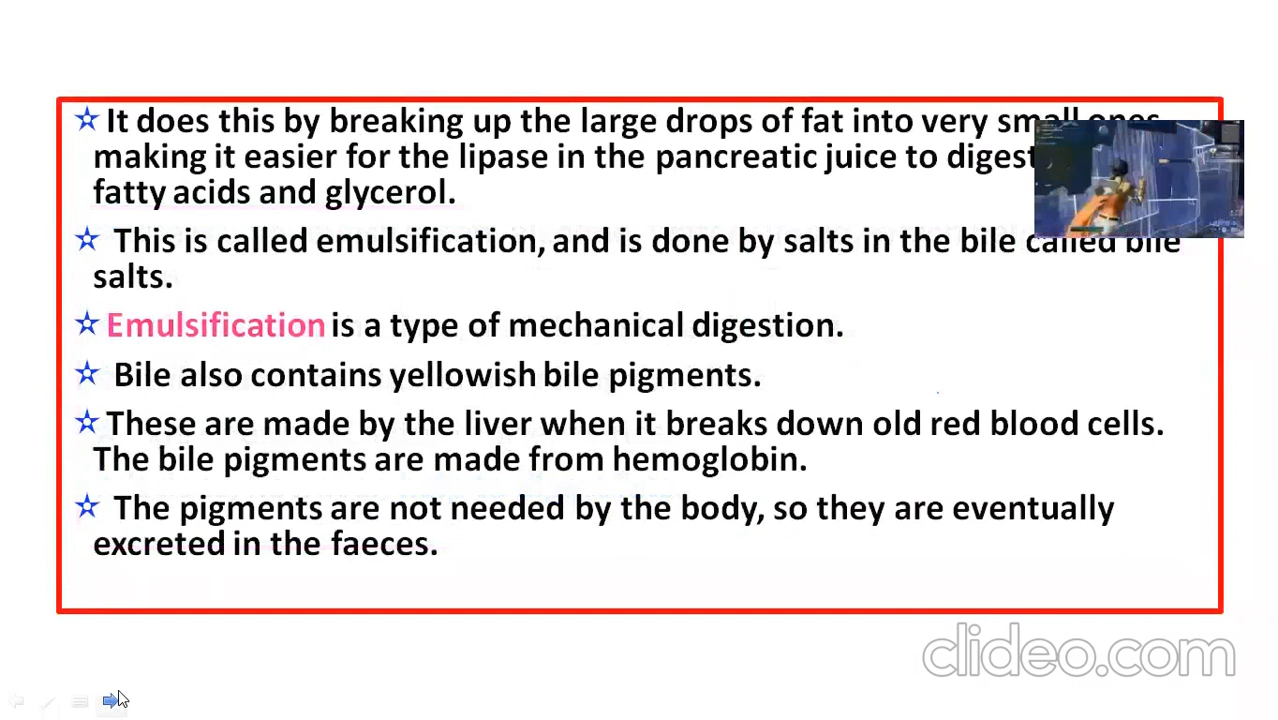 It does this by breaking up the large drops of fat into very small ones
making it easier for the lipase in the pancreatic juice to digest
fatty acids and glycerol.
This is called emulsification, and is done by salts in the bile called bile
salts.
Emulsification is a type of mechanical digestion.
Bile also contains yellowish bile pigments.
These are made by the liver when it breaks down old red blood cells.
The bile pigments are made from hemoglobin.
The pigments are not needed by the body, so they are eventually
excreted in the faeces.
clideo.com